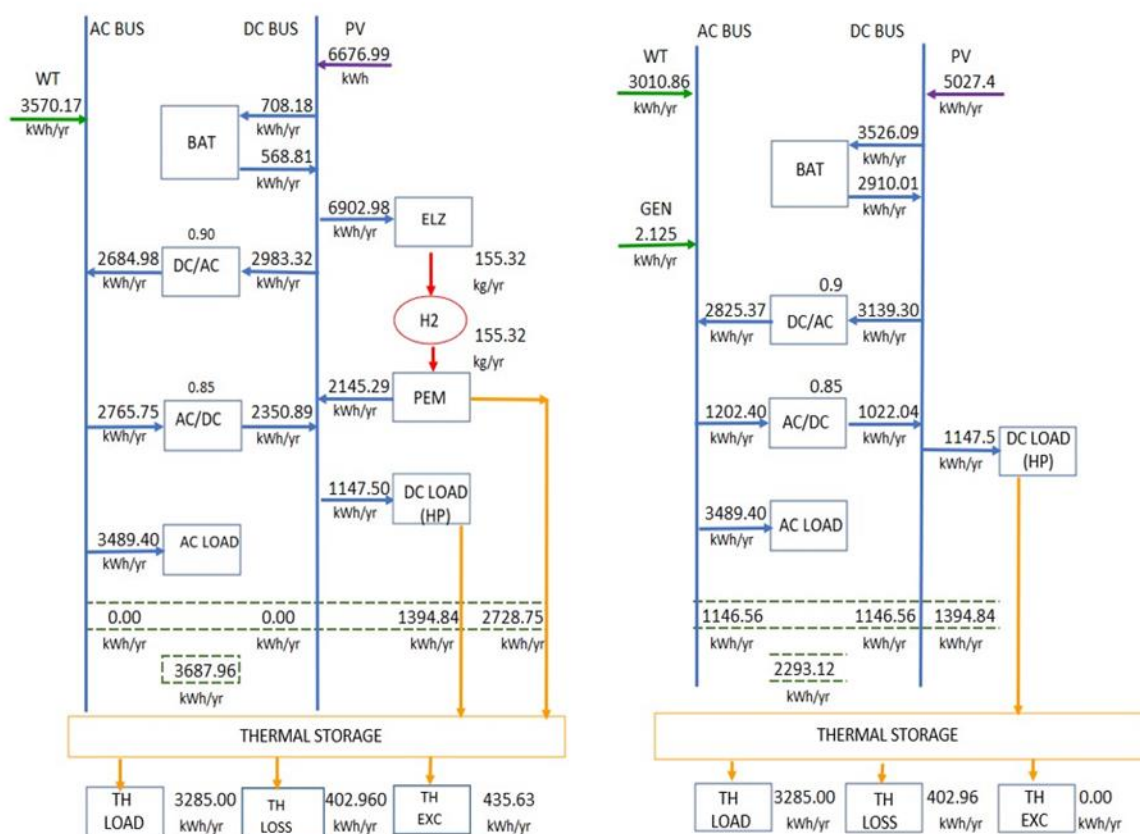 AC BUS
DC BUS
PV
6676.99
kWh
WT
3570.17
kWh/yr
708.18
kWh/yr
BAT
568.81
kWh/yr
6902.98
kWh/yr
ELZ
0.90
2684.98
kWh/yr
DC/AC
2983.32
kWh/yr
155.32
kg/yr
H2
155.32
kg/yr
0.85
2145.29
kWh/yr
PEM
2765.75
kWh/yr
AC/DC
2350.89
kWh/yr
1147.50
kWh/yr
DC LOAD
(HP)
3489.40
kWh/yr
AC LOAD
0.00
kWh/yr
0.00
kWh/yr
1394.84
kWh/yr
2728.75
kWh/yr
3687.96
kWh/yr
THERMAL STORAGE
TH
LOAD
3285.00
kWh/yr
TH
LOSS
402.960
kWh/yr
TH
EXC
435.63
kWh/yr
AC BUS
DC BUS
WT
3010.86
kWh/yr
PV
5027.4
kWh/yr
3526.09
kWh/yr
BAT
2910.01
kWh/yr
GEN
2.125
kWh/yr
0.9
2825.37
kWh/yr
DC/AC
3139.30
kWh/yr
0.85
1202.40
kWh/yr
AC/DC
1022.04
kWh/yr
1147.5
kWh/yr
DC LOAD
(HP)
3489.40
kWh/yr
AC LOAD
1146.56
kWh/yr
1146.56
kWh/yr
1394.84
kWh/yr
2293.12
kWh/yr
THERMAL STORAGE
TH
LOAD
3285.00
kWh/yr
TH
LOSS
402.96
kWh/yr
TH
EXC
0.00
kWh/yr